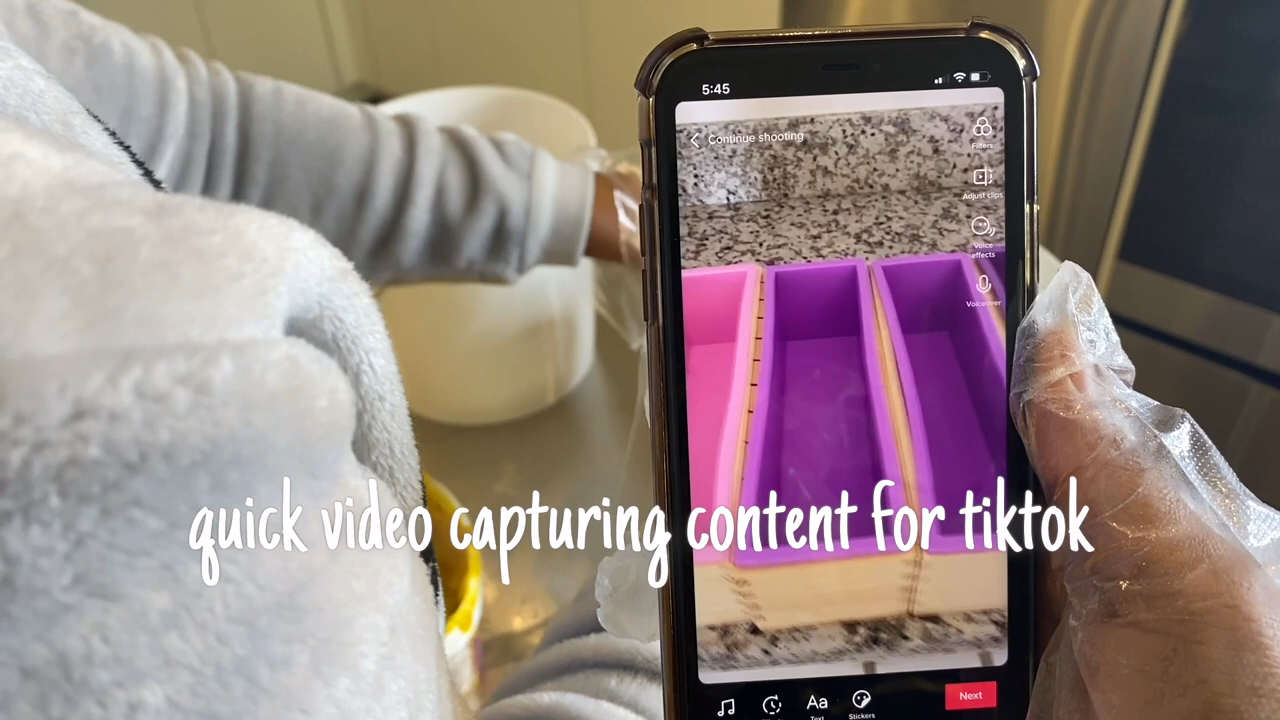 5:45
Continue shooting
Filters
Adjust clips
Voice
effects
Voiceover
quick video capturing content for tiktok
Next
Aa
Text
Stickers